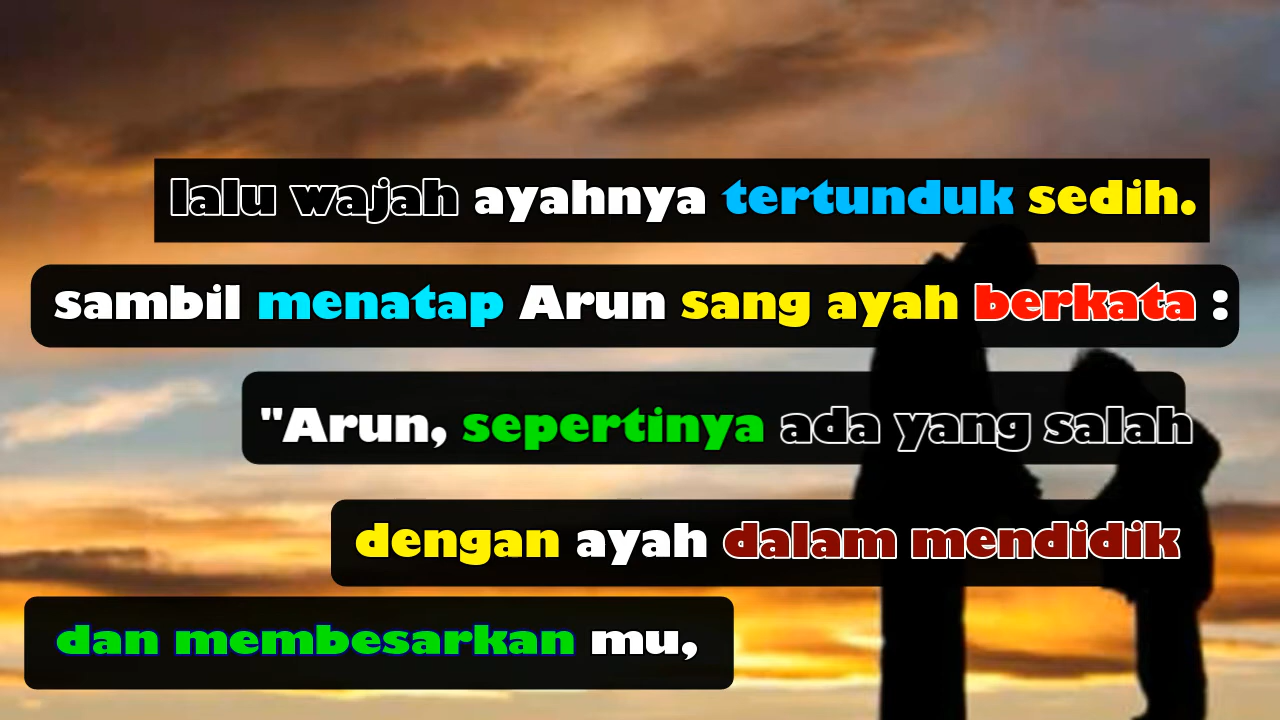 lalu wajah ayahnya tertunduk sedih.
sambil menatap Arun sang ayah berkata :
"Arun, sepertinya ada yang salah
dengan ayah dalam mendidik
dan membesarkan mu,